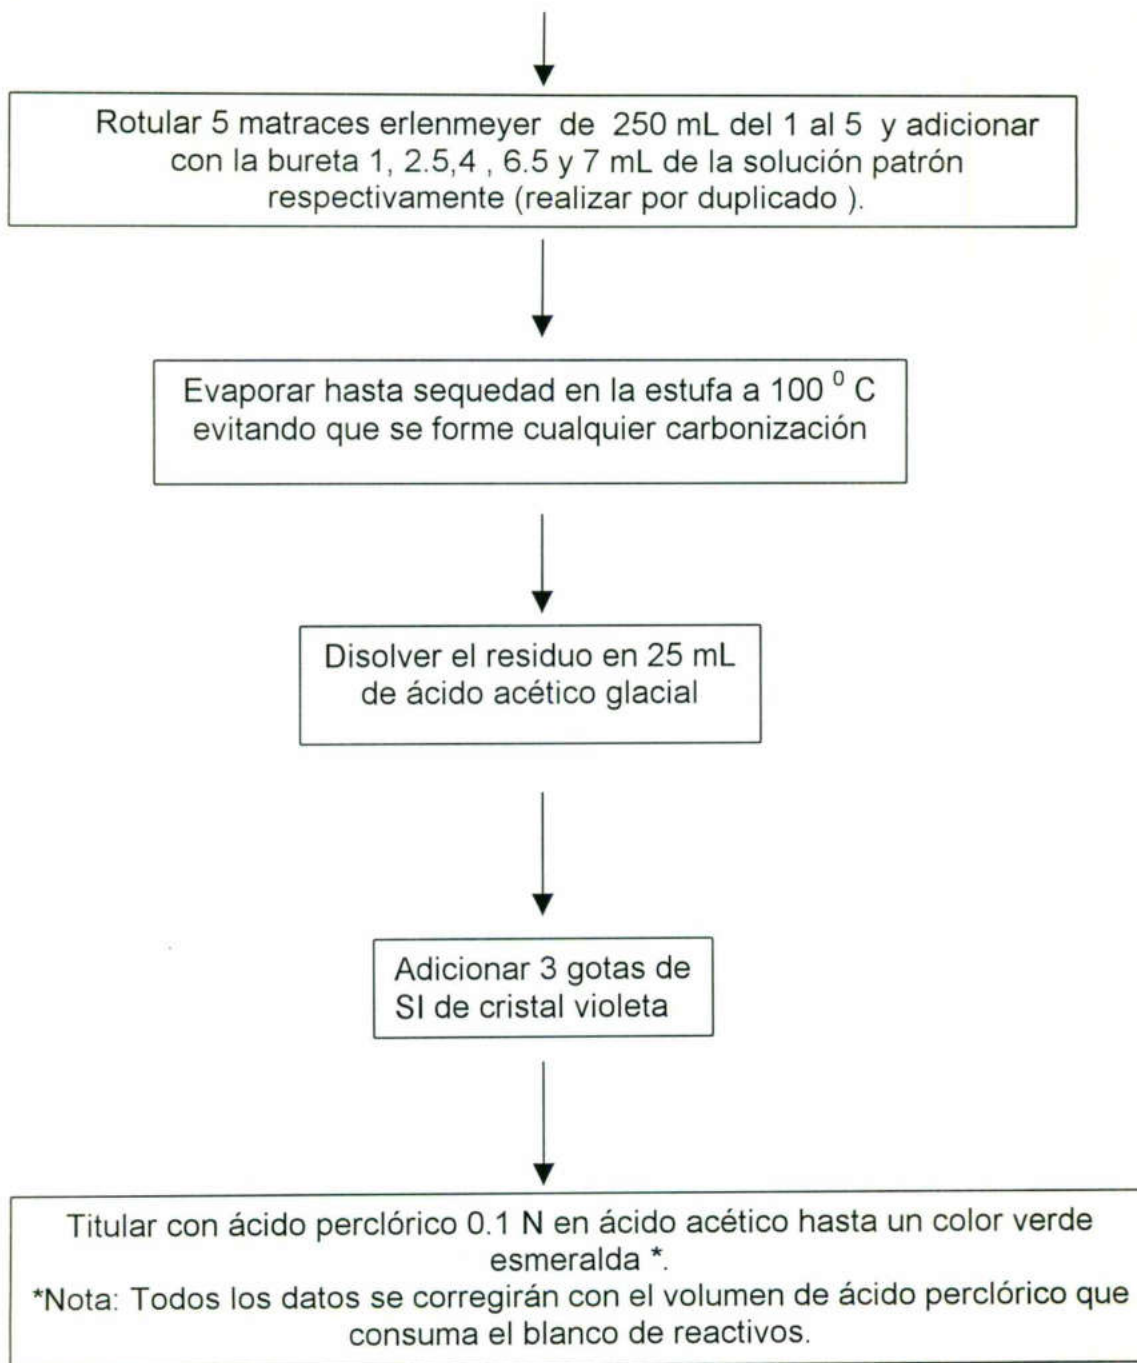 Rotular 5 matraces erlenmeyer de 250 mL del 1 al 5 y adicionar
con la bureta 1, 2.5,4 , 6.5 y 7 mL de la solución patrón
respectivamente (realizar por duplicado ).
Evaporar hasta sequedad en la estufa a 100 ⁰ C
evitando que se forme cualquier carbonización
Disolver el residuo en 25 mL
de ácido acético glacial
Adicionar 3 gotas de
SI de cristal violeta
Titular con ácido perclórico 0.1 N en ácido acético hasta un color verde
esmeralda *.
*Nota: Todos los datos se corregirán con el volumen de ácido perclórico que
consuma el blanco de reactivos.